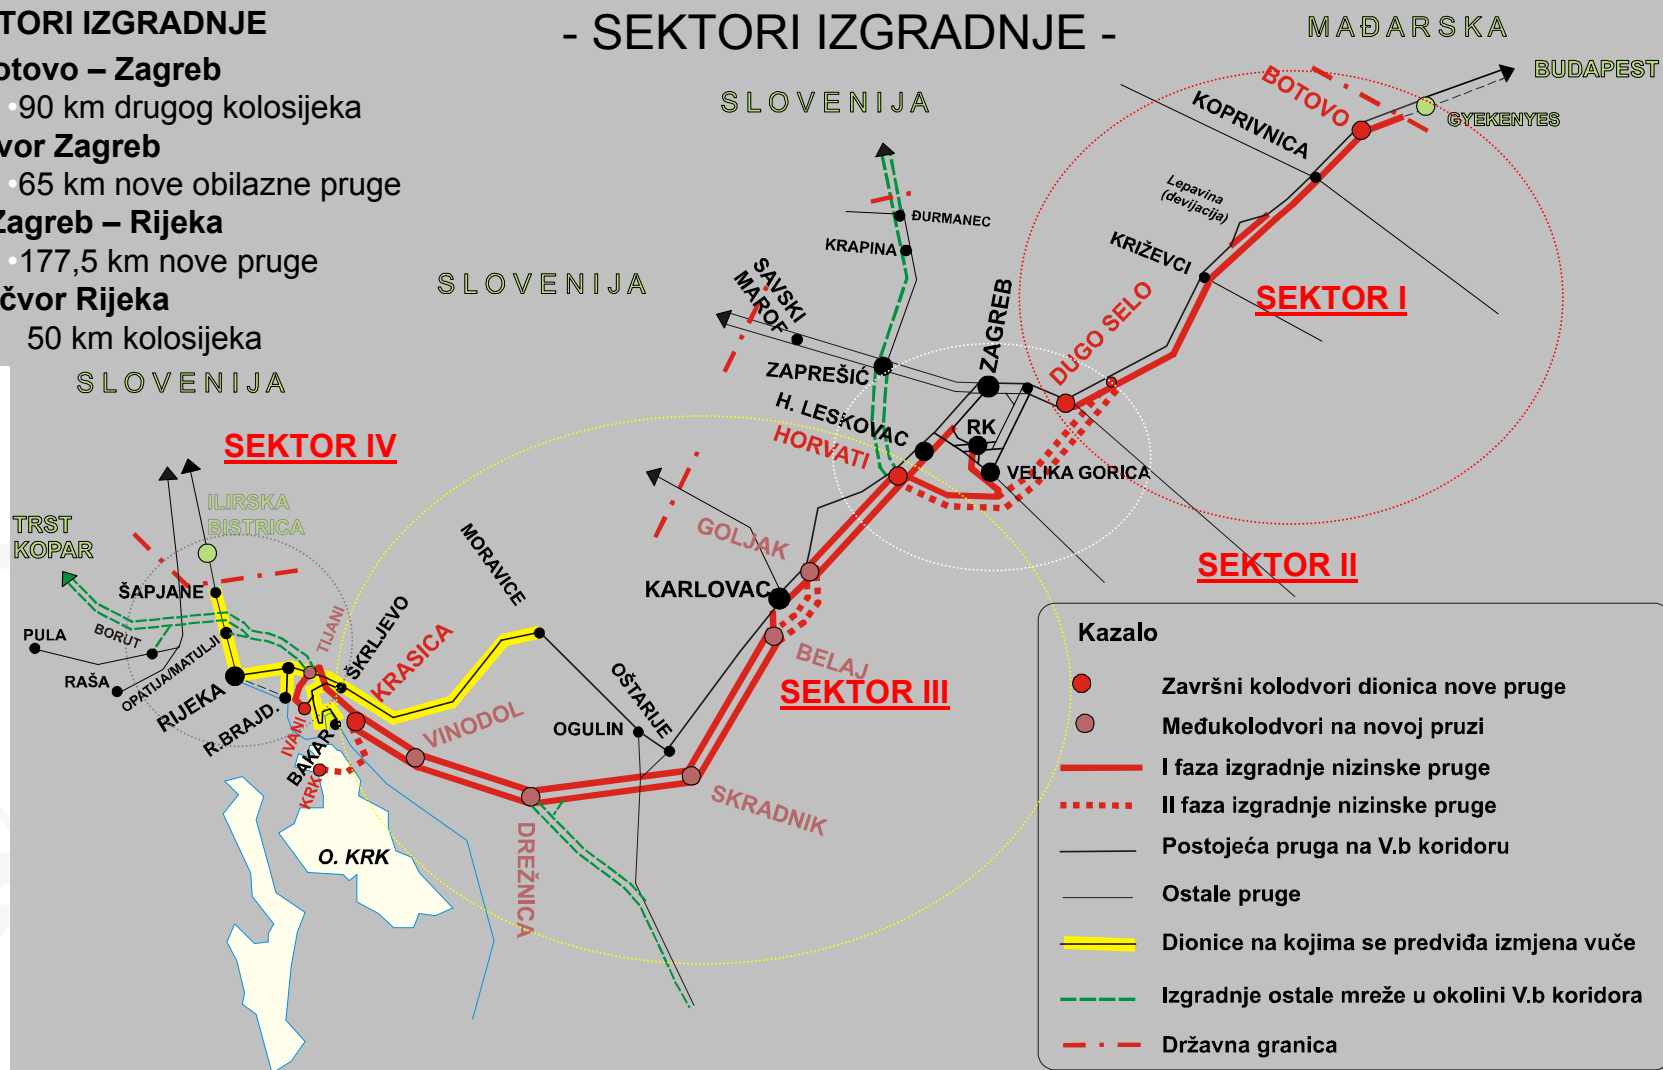 TORI IZGRADNJE
- SEKTORI IZGRADNJE -
otovo – Zagreb
•90 km drugog kolosijeka
vor Zagreb
•65 km nove obilazne pruge
Zagreb – Rijeka
•177,5 km nove pruge
čvor Rijeka
50 km kolosijeka
MAĐARSKA
BUDAPEST
BOTOVO
GYEKENYES
KOPRIVNICA
SLOVENIJA
Lepavina
(devijacija)
ĐURMANEC
KRAPINA
KRIŽEVCI
SLOVENIJA
SAVSKI
MAROF
ZAGREB
DUGO SELO
SEKTOR I
ZAPREŠIĆ
SLOVENIJA
H. LESKOVAC
HORVATI
RK
VELIKA GORICA
SEKTOR IV
ILIRSKA
BISTRICA
TRST
KOPAR
GOLJAK
MORAVICE
SEKTOR II
ŠAPJANE
KARLOVAC
PULA
BORUT
TIJANI
ŠKRLJEVO
KRASICA
BELAJ
RAŠA
OPATIJA/MATULJI
OŠTARIJE
SEKTOR III
RIJEKA
R.BRAJD.
IVANI
BAKAR
VINODOL
OGULIN
KRK
SKRADNIK
DREŽNICA
O. KRK
Kazalo
Završni kolodvori dionica nove pruge
Međukolodvori na novoj pruzi
I faza izgradnje nizinske pruge
II faza izgradnje nizinske pruge
Postojeća pruga na V.b koridoru
Ostale pruge
Dionice na kojima se predviđa izmjena vuče
Izgradnje ostale mreže u okolini V.b koridora
Državna granica